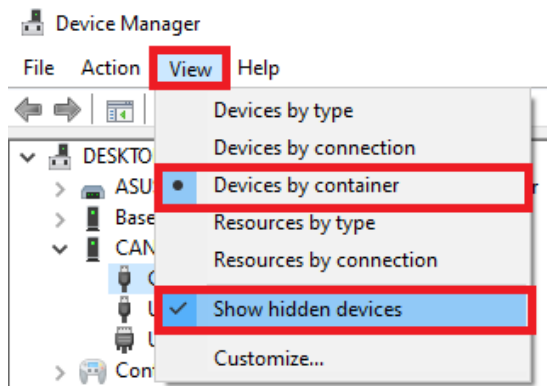 Device Manager
File Action View Help
Devices by type
Devices by connection
Devices by container
Resources by type
Resources by connection
Show hidden devices
Customize...
DESKTO
ASU
Base
CAN
Con